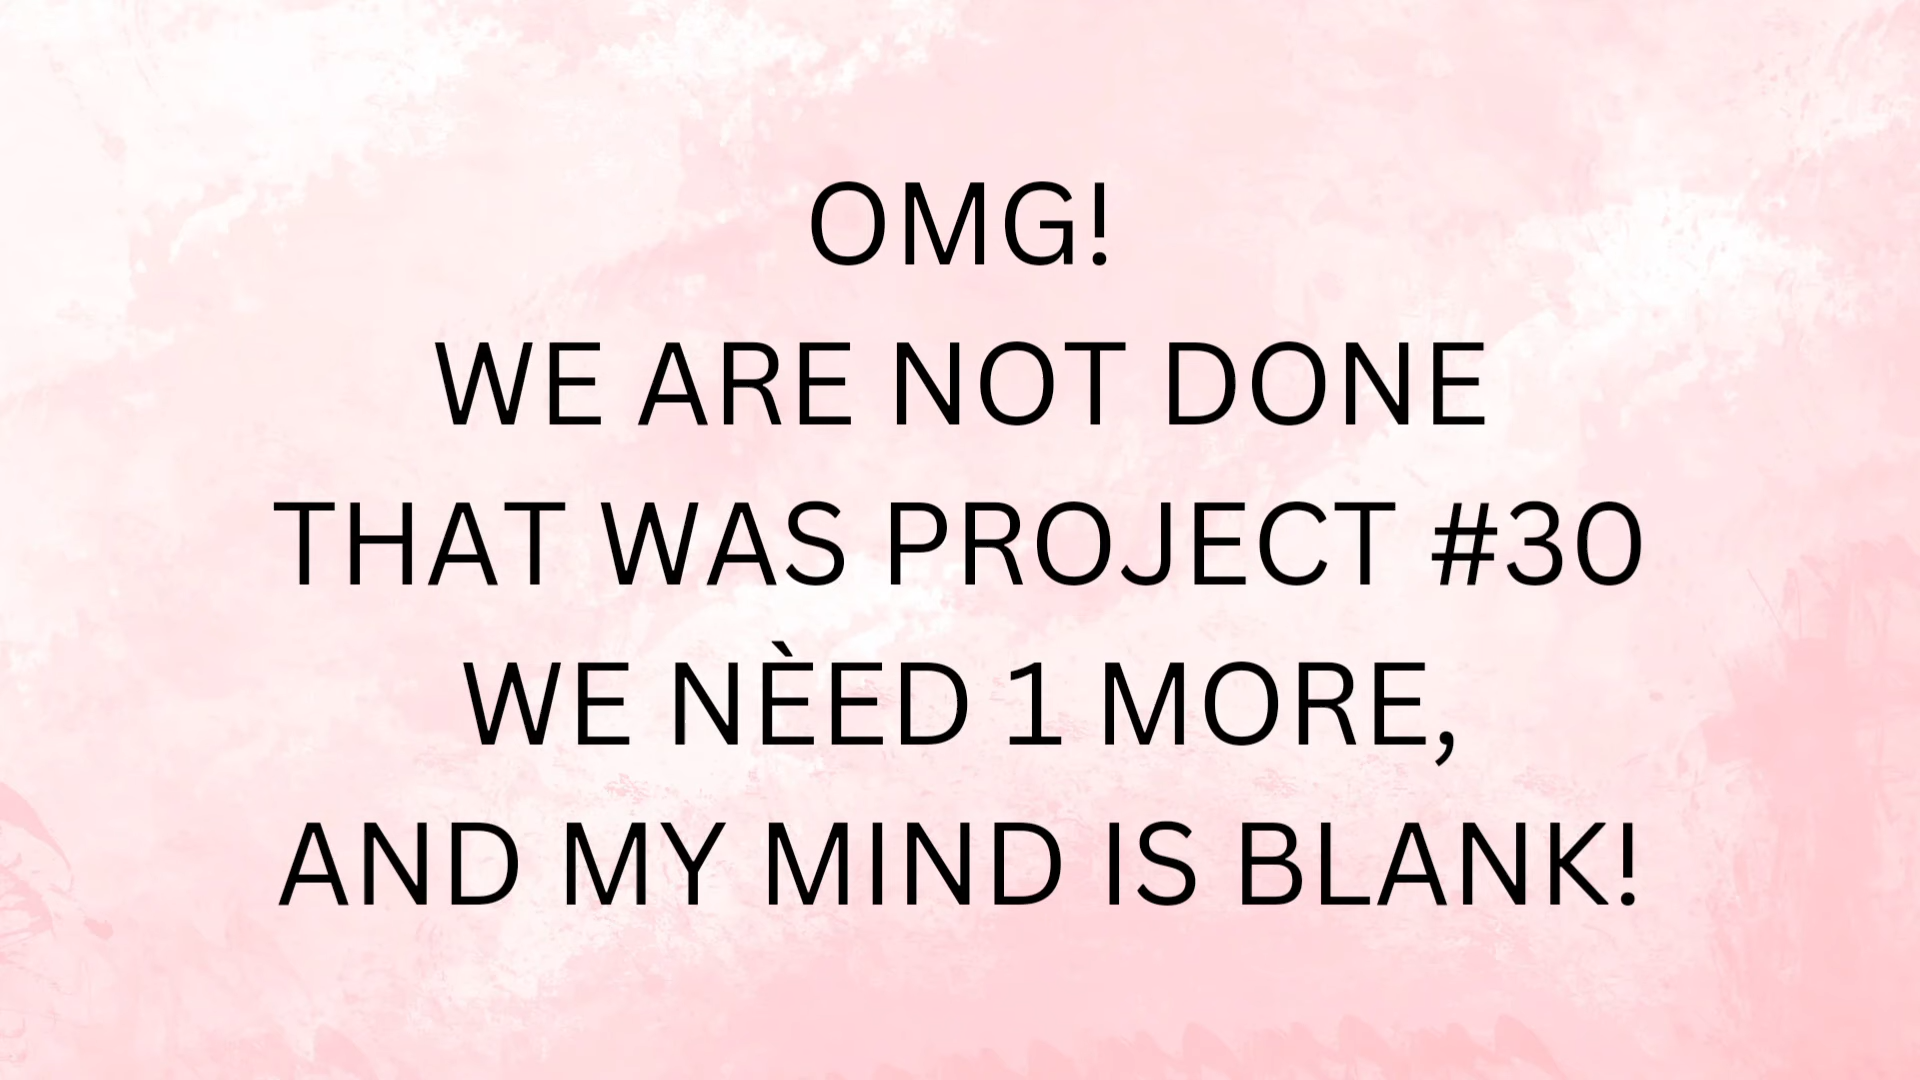 OMG!
WE ARE NOT DONE
THAT WAS PROJECT #30
WE NÈED 1 MORE,
AND MY MIND IS BLANK!